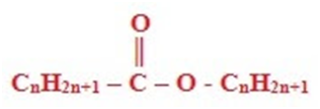 O
||
CₙH₂ₙ₊₁ – C – O - CₙH₂ₙ₊₁